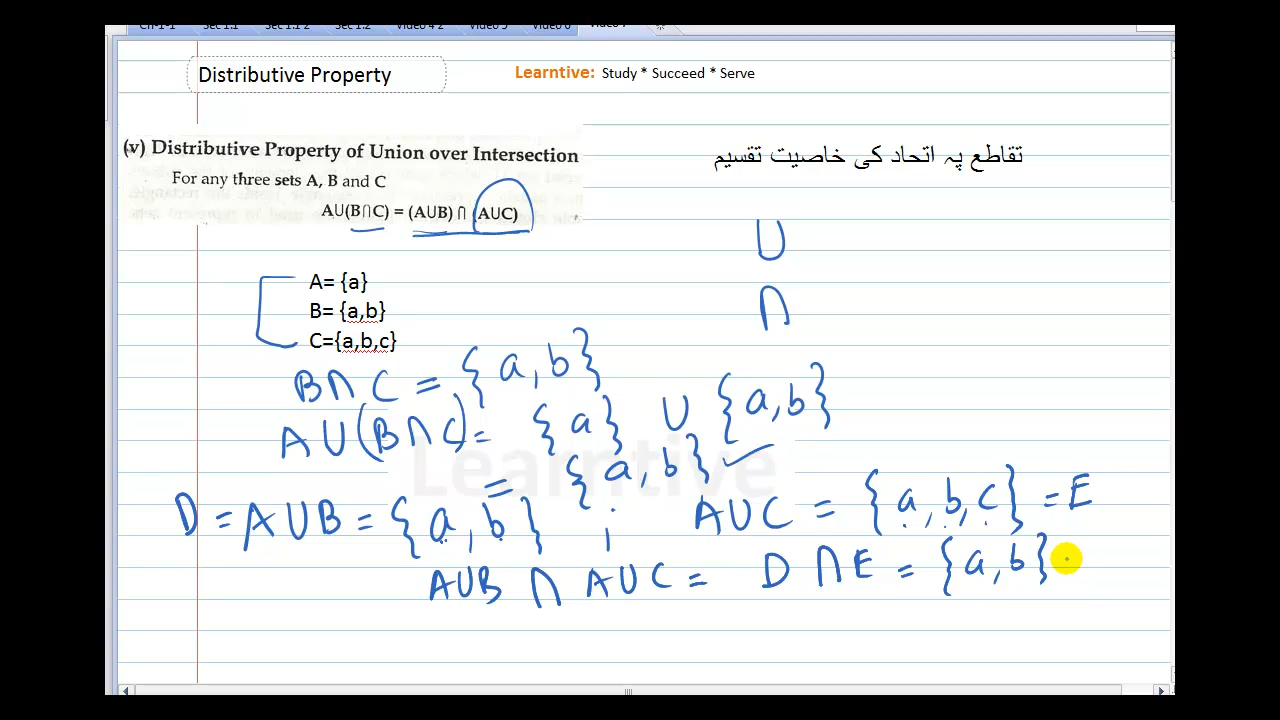 Distributive Property
Learntive: Study * Succeed * Serve
(v) Distributive Property of Union over Intersection
تقاطع پہ اتحاد کی خاصیت تقسیم
For any three sets A, B and C
AU(B∩C) = (AUB) ∩ (AUC)
U
∩
A= {a}
B= {a,b}
C={a,b,c}
B∩C = {a,b}
AU(B∩C)= {a} U {a,b}
= {a,b}
Learntive
D=AUB={a,b} ; AUC = {a,b,c} =E
AUB ∩ AUC = D∩E = {a,b}